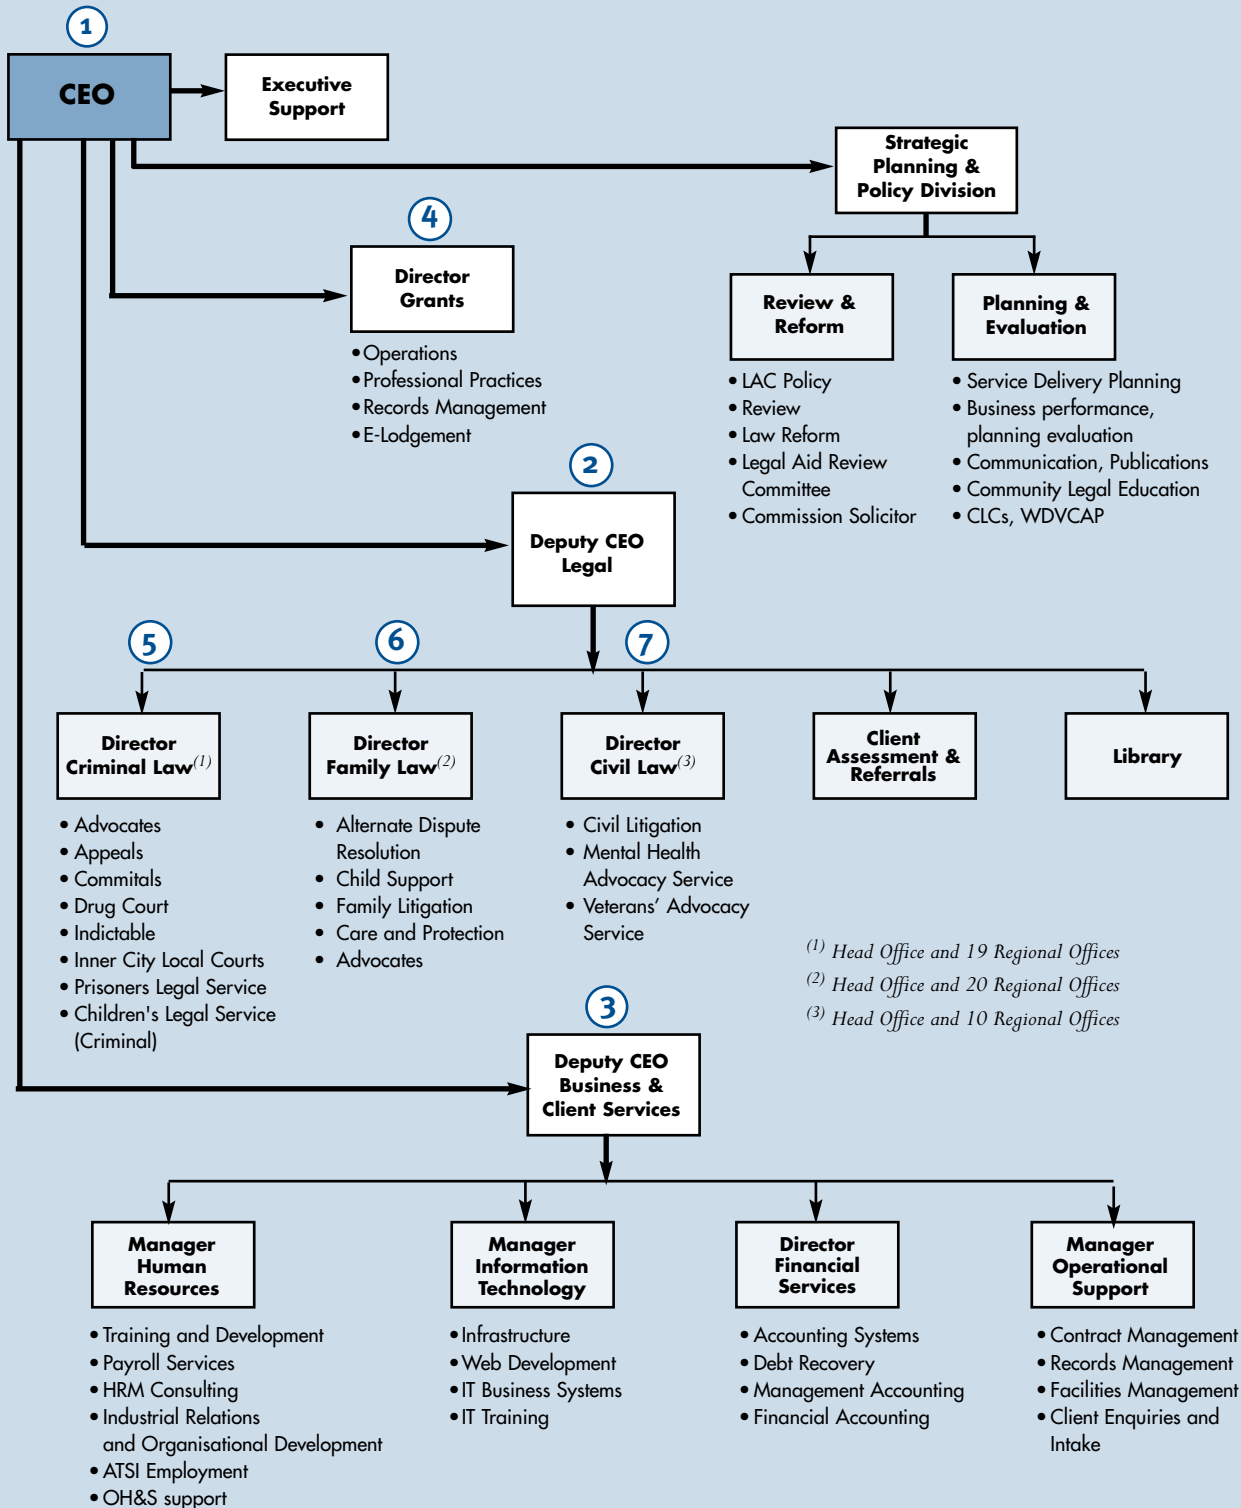 1
CEO
Executive
Support
Strategic
Planning &
Policy Division
4
Director
Grants
• Operations
• Professional Practices
• Records Management
• E-Lodgement
Review &
Reform
• LAC Policy
• Review
• Law Reform
• Legal Aid Review
Committee
• Commission Solicitor
Planning &
Evaluation
• Service Delivery Planning
• Business performance,
planning evaluation
• Communication, Publications
• Community Legal Education
• CLCs, WDVCAP
2
Deputy CEO
Legal
5
Director
Criminal Law(1)
• Advocates
• Appeals
• Commitals
• Drug Court
• Indictable
• Inner City Local Courts
• Prisoners Legal Service
• Children's Legal Service
(Criminal)
6
Director
Family Law(2)
• Alternate Dispute
Resolution
• Child Support
• Family Litigation
• Care and Protection
• Advocates
7
Director
Civil Law(3)
• Civil Litigation
• Mental Health
Advocacy Service
• Veterans’ Advocacy
Service
Client
Assessment &
Referrals
Library
(1) Head Office and 19 Regional Offices
(2) Head Office and 20 Regional Offices
(3) Head Office and 10 Regional Offices
3
Deputy CEO
Business &
Client Services
Manager
Human
Resources
• Training and Development
• Payroll Services
• HRM Consulting
• Industrial Relations
and Organisational Development
• ATSI Employment
• OH&S support
Manager
Information
Technology
• Infrastructure
• Web Development
• IT Business Systems
• IT Training
Director
Financial
Services
• Accounting Systems
• Debt Recovery
• Management Accounting
• Financial Accounting
Manager
Operational
Support
• Contract Management
• Records Management
• Facilities Management
• Client Enquiries and
Intake